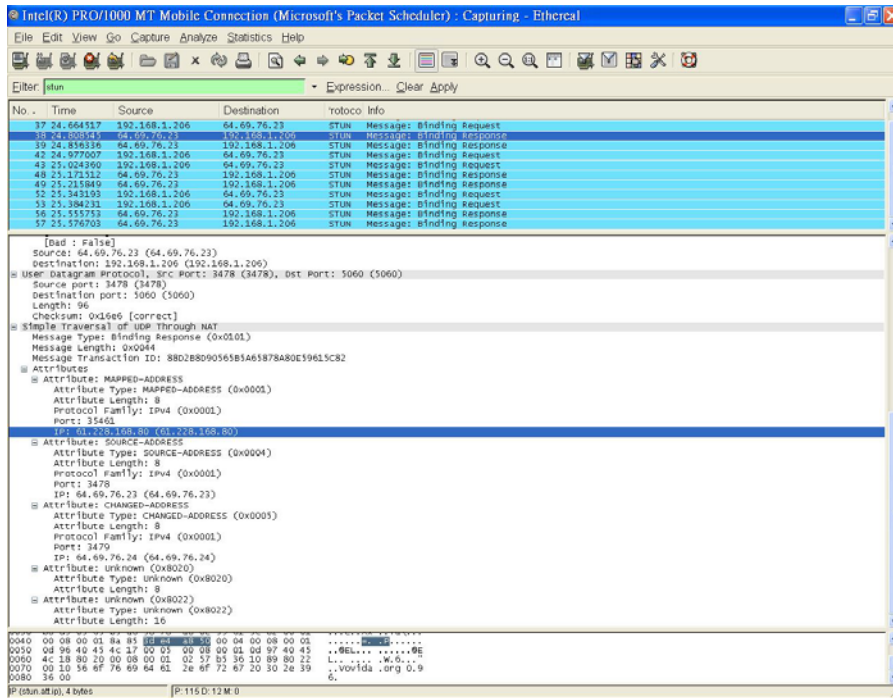 Intel(R) PRO/1000 MT Mobile Connection (Microsoft's Packet Scheduler) : Capturing - Ethereal
File Edit View Go Capture Analyze Statistics Help
Filter: stun Expression... Clear Apply
No. . Time Source Destination rotoco Info
37 24.664517 192.168.1.206 64.69.76.23 STUN Message: Binding Request
38 24.808545 64.69.76.23 192.168.1.206 STUN Message: Binding Response
39 24.856336 64.69.76.23 192.168.1.206 STUN Message: Binding Response
42 24.977007 192.168.1.206 64.69.76.23 STUN Message: Binding Request
43 25.024360 192.168.1.206 64.69.76.23 STUN Message: Binding Request
48 25.171512 64.69.76.23 192.168.1.206 STUN Message: Binding Response
49 25.215849 64.69.76.23 192.168.1.206 STUN Message: Binding Response
52 25.343193 192.168.1.206 64.69.76.23 STUN Message: Binding Request
53 25.384231 192.168.1.206 64.69.76.23 STUN Message: Binding Request
56 25.555753 64.69.76.23 192.168.1.206 STUN Message: Binding Response
57 25.576703 64.69.76.23 192.168.1.206 STUN Message: Binding Response
[Bad : False]
Source: 64.69.76.23 (64.69.76.23)
Destination: 192.168.1.206 (192.168.1.206)
User Datagram Protocol, Src Port: 3478 (3478), Dst Port: 5060 (5060)
Source port: 3478 (3478)
Destination port: 5060 (5060)
Length: 96
Checksum: 0x16e6 [correct]
Simple Traversal of UDP Through NAT
Message Type: Binding Response (0x0101)
Message Length: 0x0044
Message Transaction ID: 88D2B8D90565B5A65878A80E59615C82
Attributes
Attribute: MAPPED-ADDRESS
Attribute Type: MAPPED-ADDRESS (0x0001)
Attribute Length: 8
Protocol Family: IPv4 (0x0001)
Port: 35461
IP: 61.228.168.80 (61.228.168.80)
Attribute: SOURCE-ADDRESS
Attribute Type: SOURCE-ADDRESS (0x0004)
Attribute Length: 8
Protocol Family: IPv4 (0x0001)
Port: 3478
IP: 64.69.76.23 (64.69.76.23)
Attribute: CHANGED-ADDRESS
Attribute Type: CHANGED-ADDRESS (0x0005)
Attribute Length: 8
Protocol Family: IPv4 (0x0001)
Port: 3479
IP: 64.69.76.24 (64.69.76.24)
Attribute: Unknown (0x8020)
Attribute Type: Unknown (0x8020)
Attribute Length: 8
Attribute: Unknown (0x8022)
Attribute Type: Unknown (0x8022)
Attribute Length: 16
0040 00 08 00 01 8a 85 3d e4 a8 50 00 04 00 08 00 01 ......=. .P......
0050 0d 96 40 45 4c 17 00 05 00 08 00 01 0d 97 40 45 ..@EL... ......@E
0060 4c 18 80 20 00 08 00 01 02 57 b5 36 10 89 80 22 L.. .... .W.6..."
0070 00 10 56 6f 76 69 64 61 2e 6f 72 67 20 30 2e 39 ..Vovida .org 0.9
0080 36 00 6.
IP (stun.att.ip), 4 bytes P: 115 D: 12 M: 0